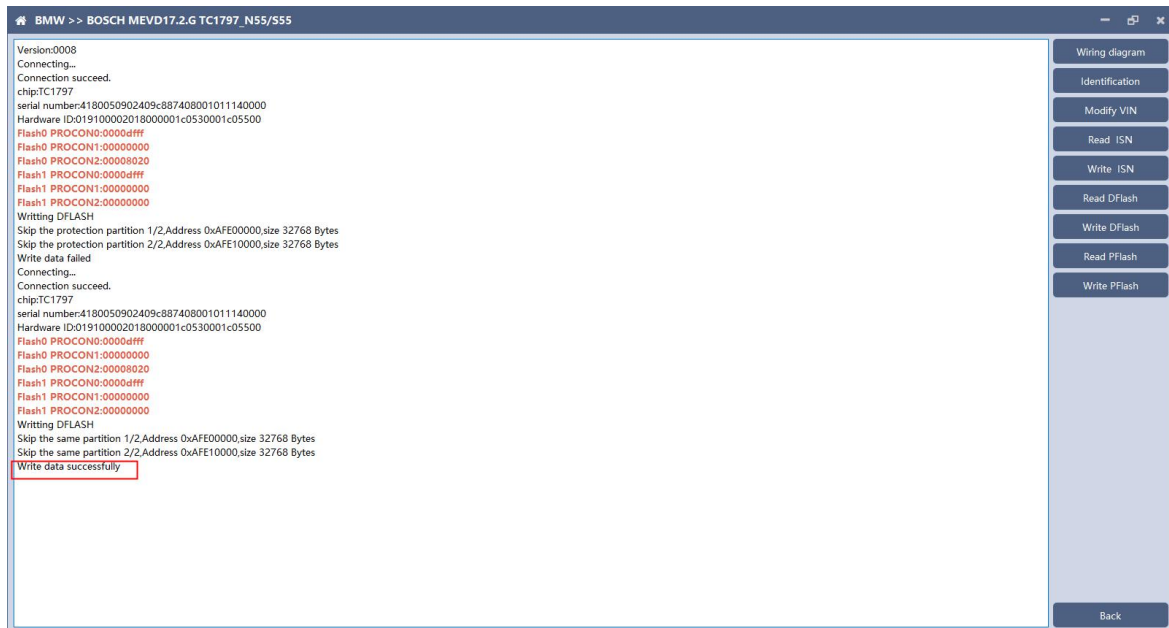 BMW >> BOSCH MEVD17.2.G TC1797_N55/S55
Version:0008
Connecting...
Connection succeed.
chip:TC1797
serial number:4180050902409c887408001011140000
Hardware ID:019100002018000001c0530001c05500
Flash0 PROCON0:0000dfff
Flash0 PROCON1:00000000
Flash0 PROCON2:00008020
Flash1 PROCON0:0000dfff
Flash1 PROCON1:00000000
Flash1 PROCON2:00000000
Writting DFLASH
Skip the protection partition 1/2,Address 0xAFE00000,size 32768 Bytes
Skip the protection partition 2/2,Address 0xAFE10000,size 32768 Bytes
Write data failed
Connecting...
Connection succeed.
chip:TC1797
serial number:4180050902409c887408001011140000
Hardware ID:019100002018000001c0530001c05500
Flash0 PROCON0:0000dfff
Flash0 PROCON1:00000000
Flash0 PROCON2:00008020
Flash1 PROCON0:0000dfff
Flash1 PROCON1:00000000
Flash1 PROCON2:00000000
Writting DFLASH
Skip the same partition 1/2,Address 0xAFE00000,size 32768 Bytes
Skip the same partition 2/2,Address 0xAFE10000,size 32768 Bytes
Write data successfully
Wiring diagram
Identification
Modify VIN
Read ISN
Write ISN
Read DFlash
Write DFlash
Read PFlash
Write PFlash
Back